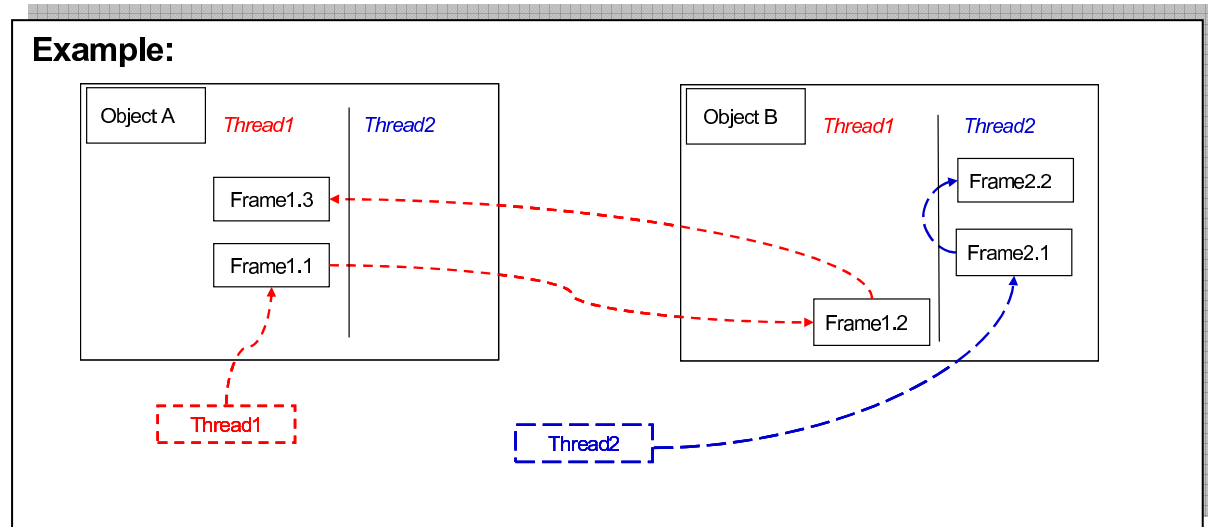 Example:
Object A
Thread1
Thread2
Frame1.3
Frame1.1
Object B
Thread1
Thread2
Frame2.2
Frame2.1
Frame1.2
Thread1
Thread2